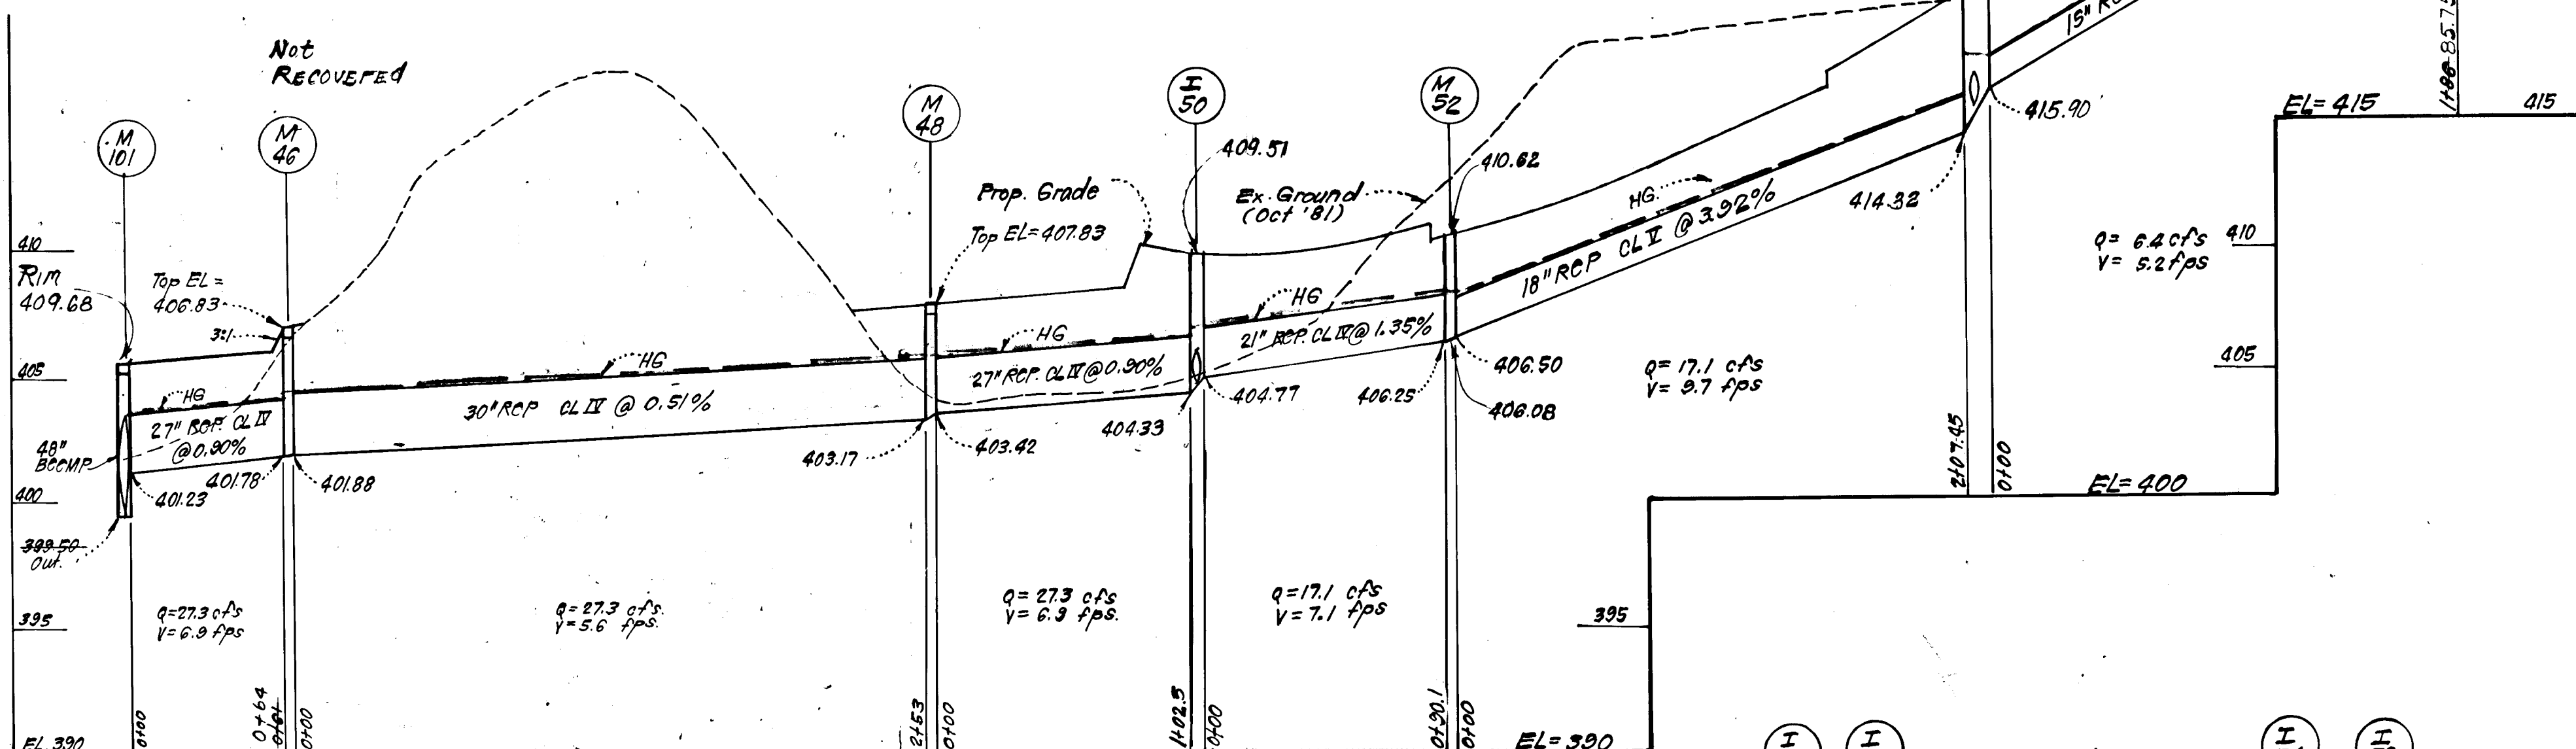 Not
RECOVERED
M
101
M
46
M
48
I
50
M
52
15" RC
1+86 85.75
EL= 415
415
415.90
409.51
410.62
Prop. Grade
Ex. Ground
(Oct '81)
Top EL=407.83
HG.
18" RCP CL IV @ 3.92%
414.32
Q= 6.4 cfs
V= 5.2 fps
410
410
RIM
409.68
Top EL =
406.83
3:1
405
HG
HG
HG
HG
27" RCP. CL IV
@0.90%
30" RCP CL IV @ 0.51%
27" RCP. CL IV @ 0.90%
21" RCP. CL IV @ 1.35%
406.50
Q= 17.1 cfs
V= 9.7 fps
405
48"
BCCMP
404.77
406.25
406.08
404.33
403.17
403.42
401.78
401.88
401.23
400
399.50
Out.
2+07.45
0+00
EL= 400
Q=27.3 cfs
V=6.9 fps
Q=27.3 cfs.
V=5.6 fps.
Q= 27.3 cfs
V= 6.9 fps.
Q=17.1 cfs
V= 7.1 fps
395
395
EL 390
0+00
0+64
0+61
0+00
2+53
0+00
1+02.5
0+00
0+90.1
0+00
EL= 390
I
I
I
I